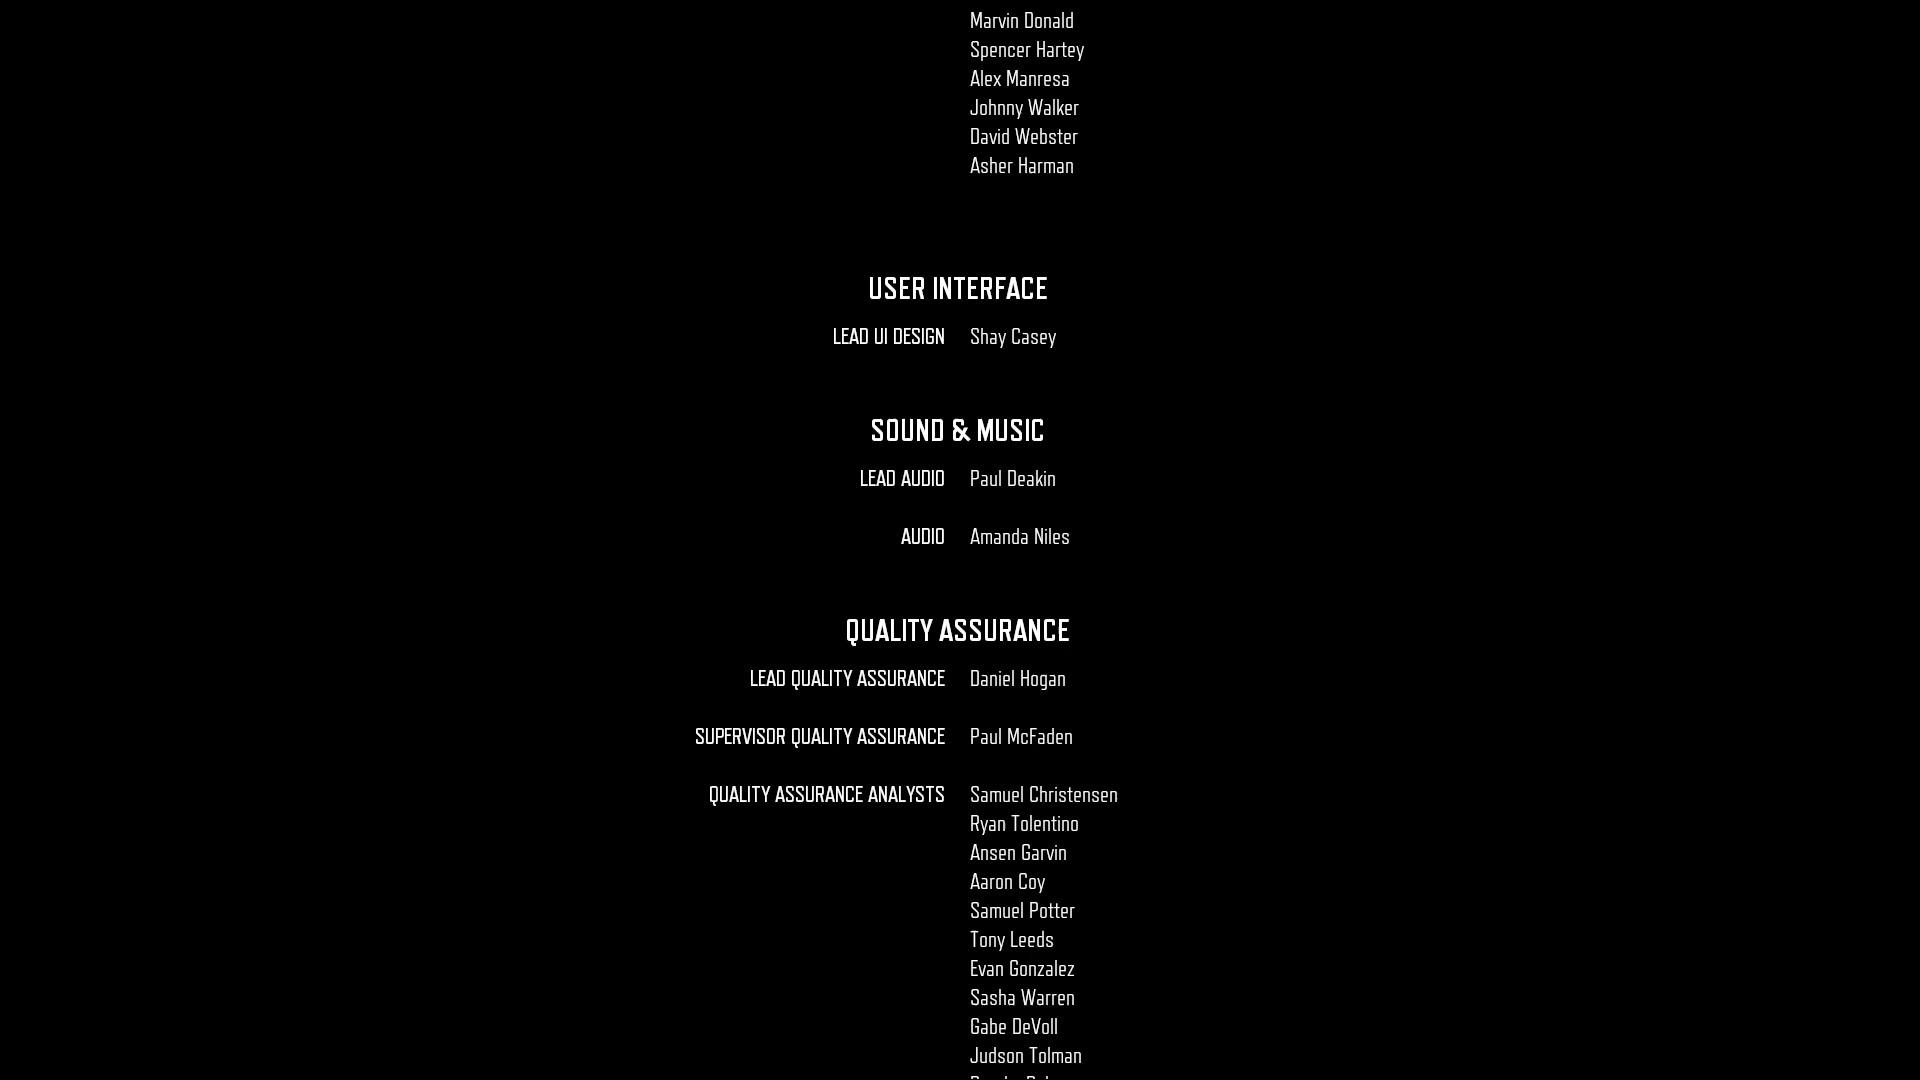 Marvin Donald
Spencer Hartey
Alex Manresa
Johnny Walker
David Webster
Asher Harman
USER INTERFACE
LEAD UI DESIGN Shay Casey
SOUND & MUSIC
LEAD AUDIO Paul Deakin
AUDIO Amanda Niles
QUALITY ASSURANCE
LEAD QUALITY ASSURANCE Daniel Hogan
SUPERVISOR QUALITY ASSURANCE Paul McFaden
QUALITY ASSURANCE ANALYSTS Samuel Christensen
Ryan Tolentino
Ansen Garvin
Aaron Coy
Samuel Potter
Tony Leeds
Evan Gonzalez
Sasha Warren
Gabe DeVoll
Judson Tolman